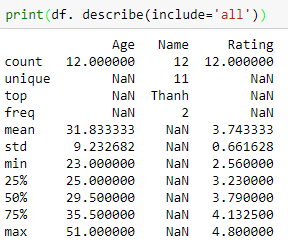 print(df. describe(include='all'))
Age Name Rating
count 12.000000 12 12.000000
unique NaN 11 NaN
top NaN Thanh NaN
freq NaN 2 NaN
mean 31.833333 NaN 3.743333
std 9.232682 NaN 0.661628
min 23.000000 NaN 2.560000
25% 25.000000 NaN 3.230000
50% 29.500000 NaN 3.790000
75% 35.500000 NaN 4.132500
max 51.000000 NaN 4.800000